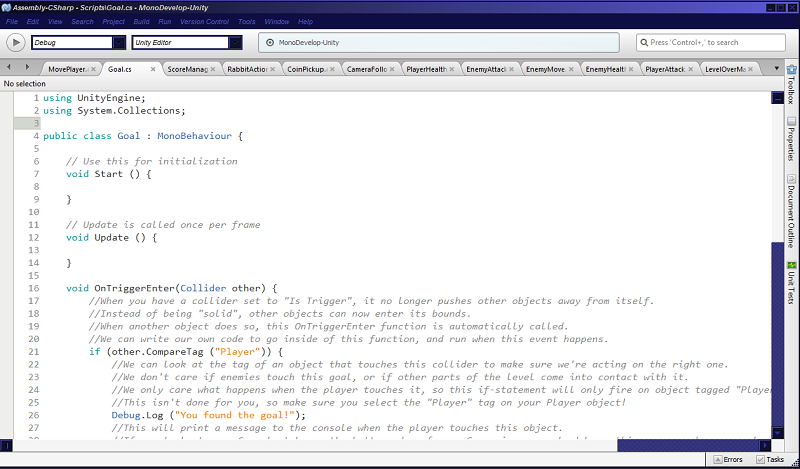 Assembly-CSharp - Scripts\Goal.cs - MonoDevelop-Unity
File Edit View Search Project Build Run Version Control Tools Window Help
Debug Unity Editor MonoDevelop-Unity Press 'Control+,' to search
MovePlayer. Goal.cs ScoreManag RabbitAction CoinPickup. CameraFollo PlayerHealth EnemyAttack EnemyMove. EnemyHealt PlayerAttack LevelOverMa
No selection
Toolbox
Properties
Document Outline
Unit Tests
1 using UnityEngine;
2 using System.Collections;
3
4 public class Goal : MonoBehaviour {
5
6 // Use this for initialization
7 void Start () {
8
9 }
10
11 // Update is called once per frame
12 void Update () {
13
14 }
15
16 void OnTriggerEnter(Collider other) {
17 //When you have a collider set to "Is Trigger", it no longer pushes other objects away from itself.
18 //Instead of being "solid", other objects can now enter its bounds.
19 //When another object does so, this OnTriggerEnter function is automatically called.
20 //We can write our own code to go inside of this function, and run when this event happens.
21 if (other.CompareTag ("Player")) {
22 //We can look at the tag of an object that touches this collider to make sure we're acting on the right one.
23 //We don't care if enemies touch this goal, or if other parts of the level come into contact with it.
24 //We only care what happens when the player touches it, so this if-statement will only fire on object tagged "Player
25 //This isn't done for you, so make sure you select the "Player" tag on your Player object!
26 Debug.Log ("You found the goal!");
27 //This will print a message to the console when the player touches this object.
28
Errors Tasks